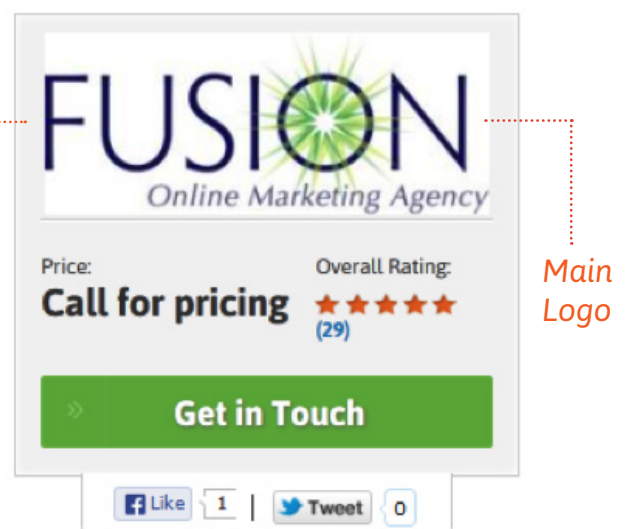 FUSION
Online Marketing Agency
Price:
Call for pricing
Overall Rating:
(29)
Main
Logo
» Get in Touch
Like 1 | Tweet 0